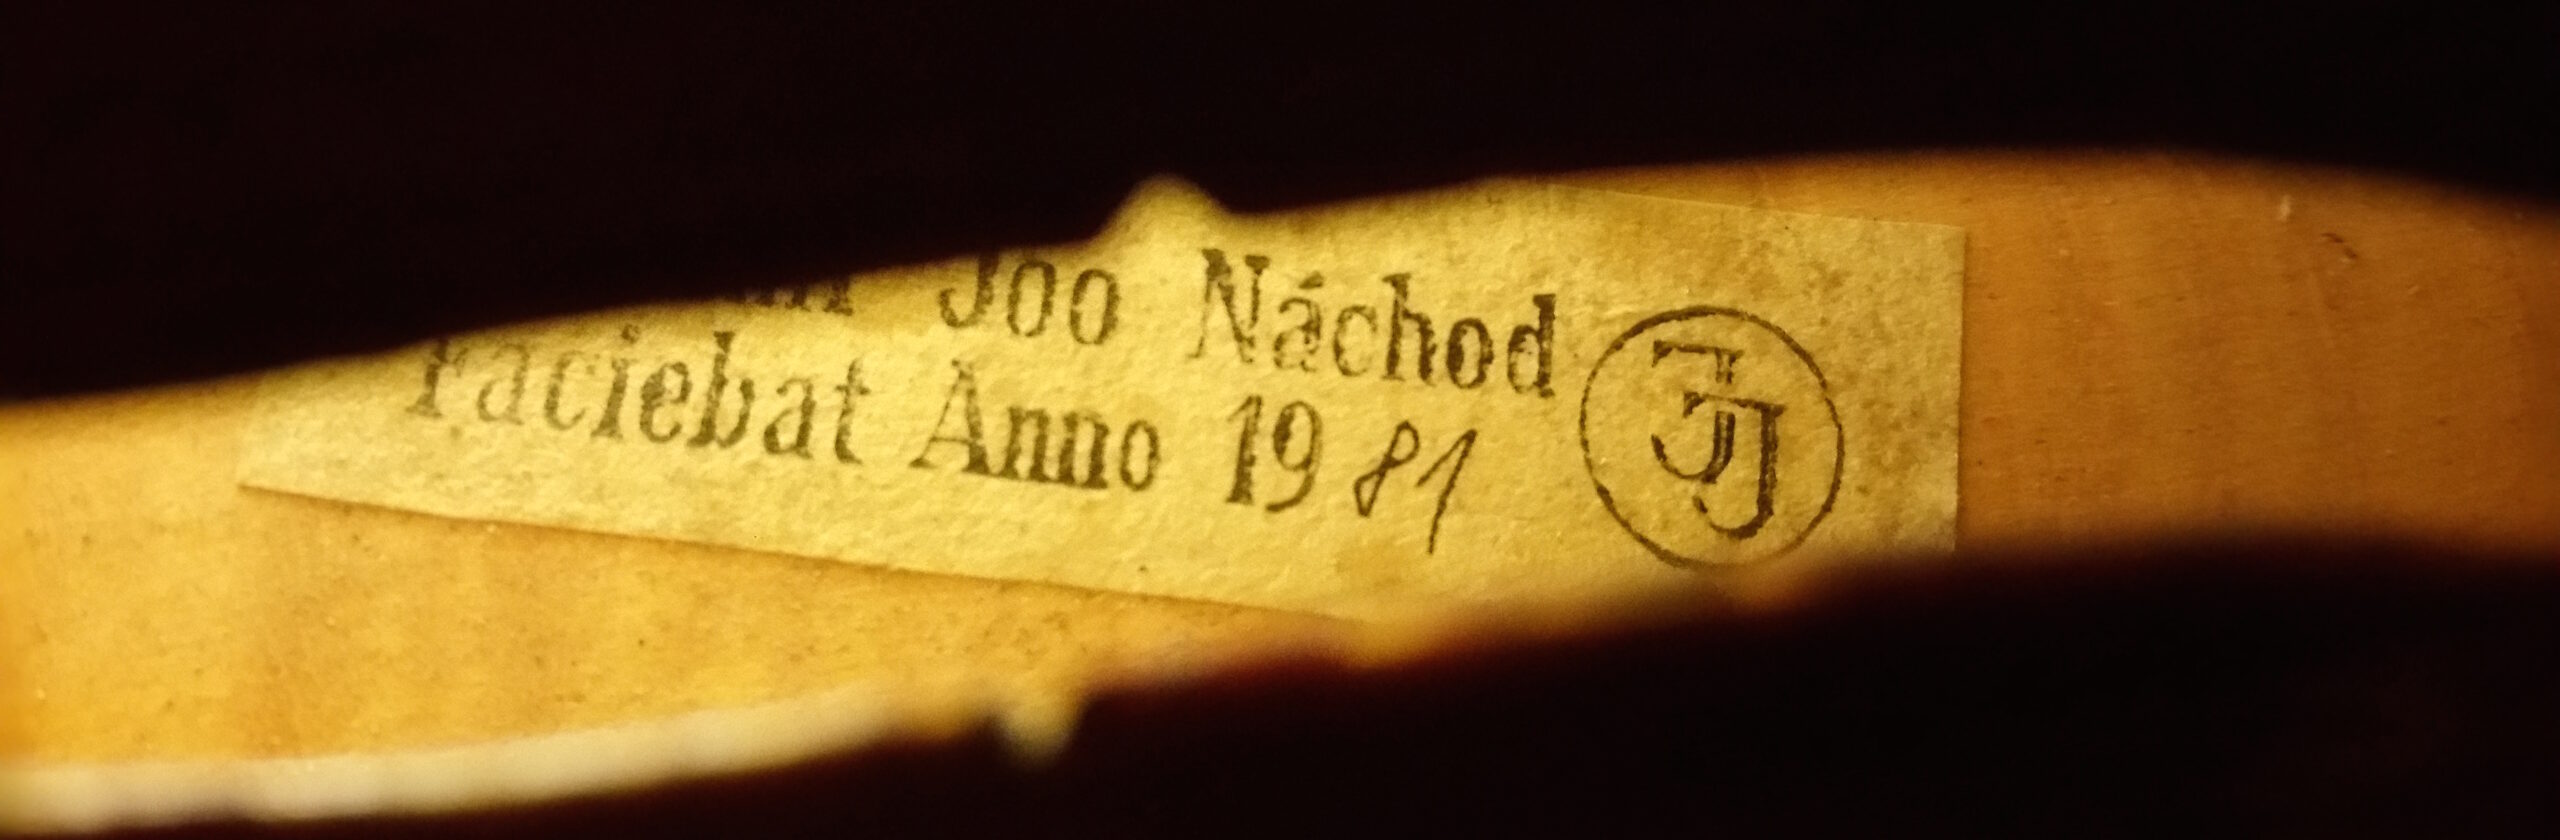 Joo Náchod
Faciebat Anno 1981
JJ